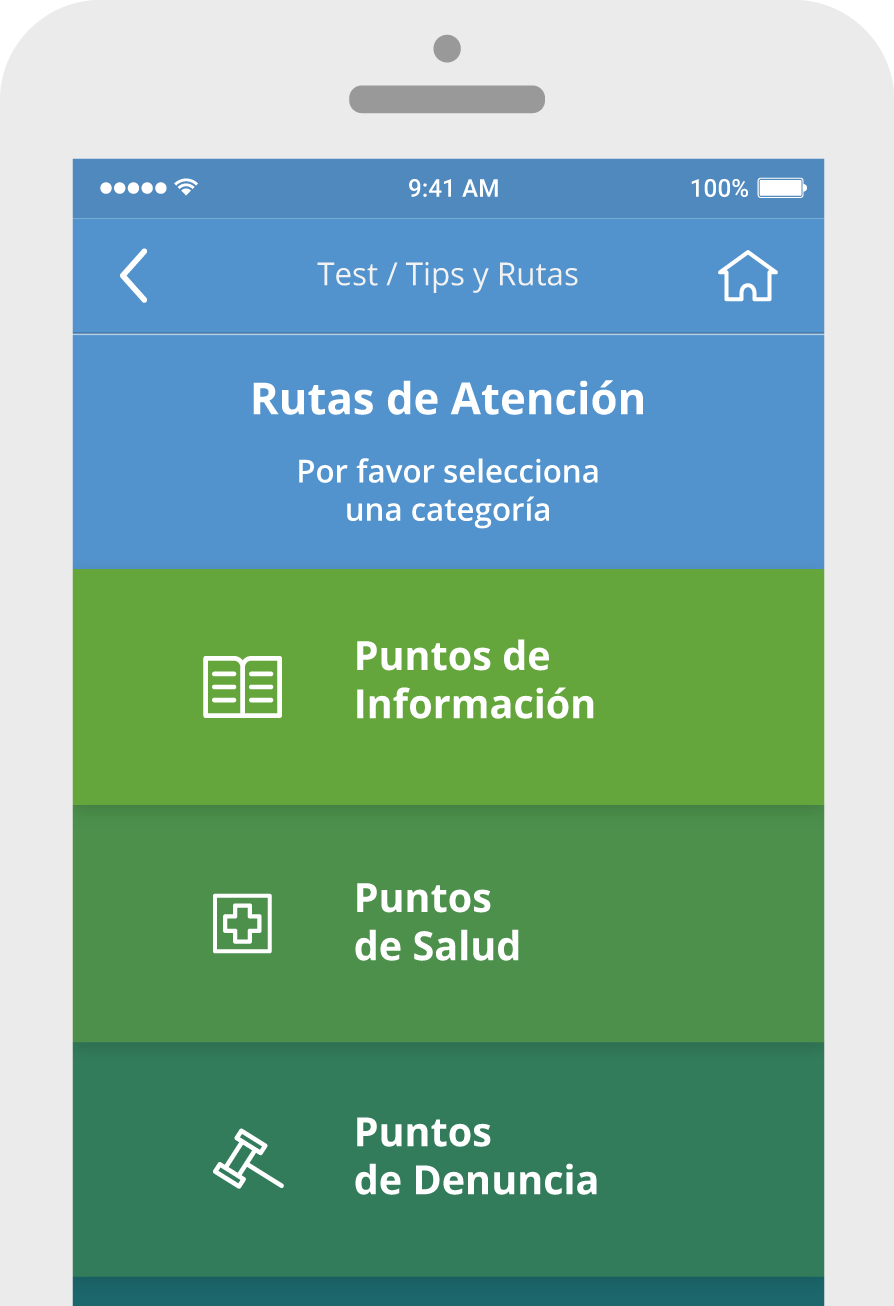 9:41 AM 100%
Test / Tips y Rutas
Rutas de Atención
Por favor selecciona
una categoría
Puntos de
Información
Puntos
de Salud
Puntos
de Denuncia